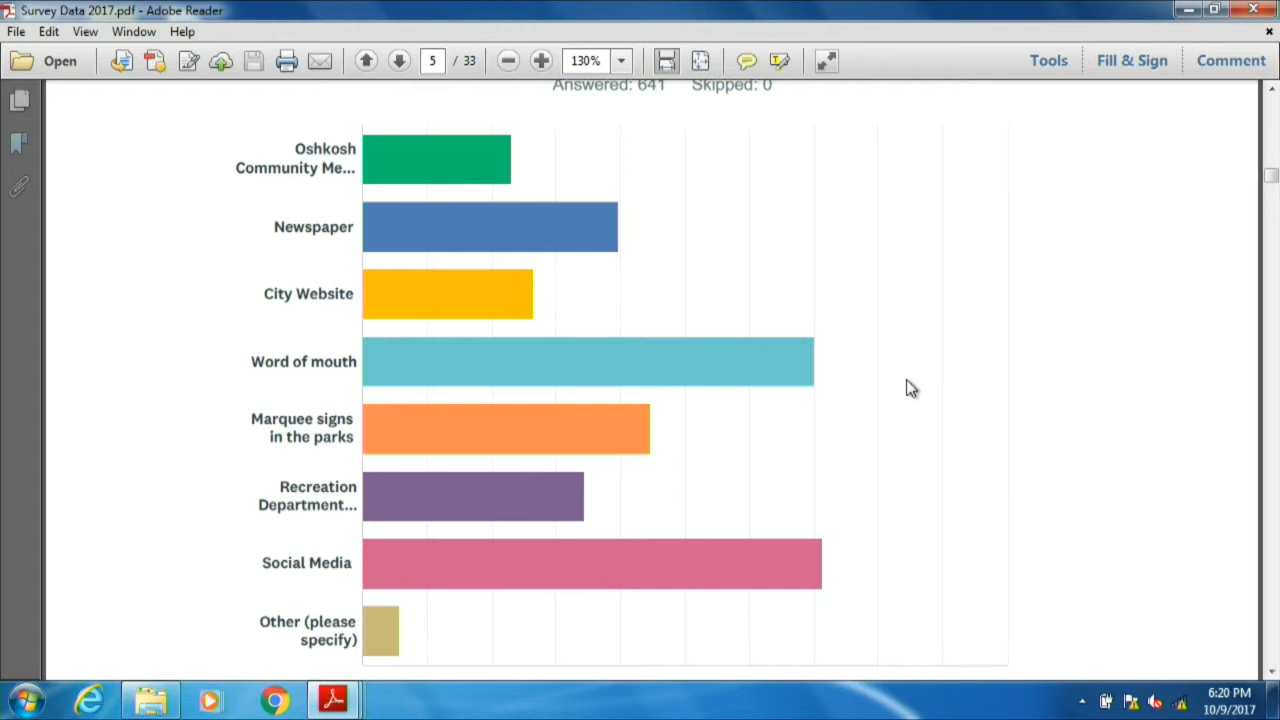 Survey Data 2017.pdf - Adobe Reader
File Edit View Window Help
Open 5 / 33 130% Tools Fill & Sign Comment
Answered: 641 Skipped: 0
Oshkosh
Community Me...
Newspaper
City Website
Word of mouth
Marquee signs
in the parks
Recreation
Department...
Social Media
Other (please
specify)
6:20 PM
10/9/2017